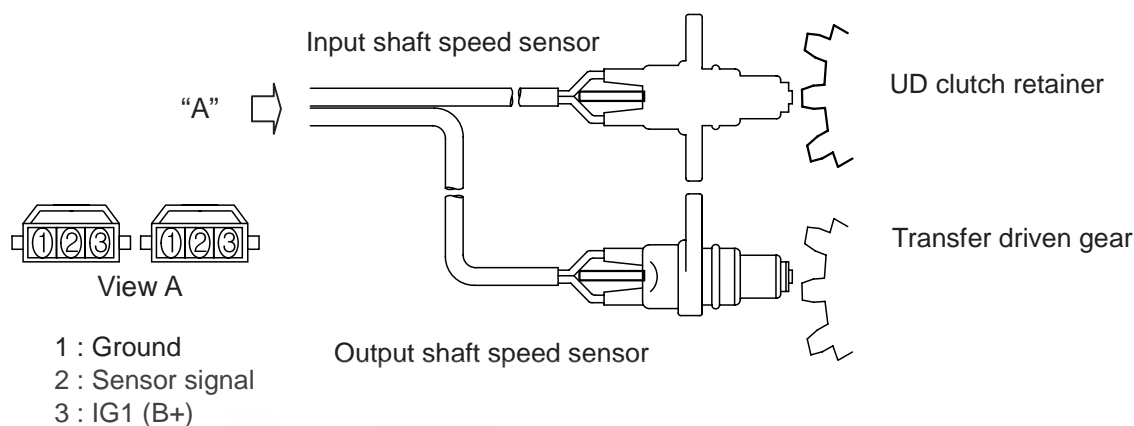 Input shaft speed sensor
UD clutch retainer
“A”
Transfer driven gear
①②③ ①②③
View A
Output shaft speed sensor
1 : Ground
2 : Sensor signal
3 : IG1 (B+)